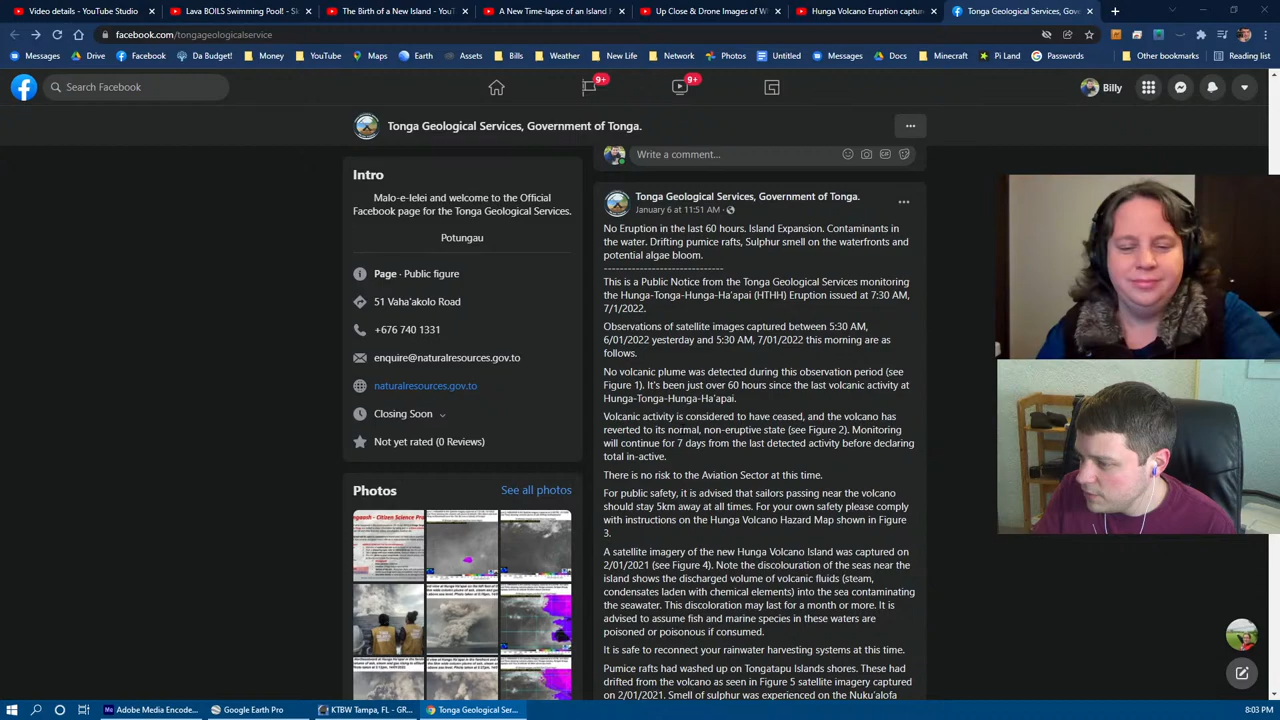 Video details - YouTube Studio
Lava BOILS Swimming Pool! - Sk
The Birth of a New Island - YouT
A New Time-lapse of an Island F
Up Close & Drone Images of W
Hunga Volcano Eruption captur
Tonga Geological Services, Gover
facebook.com/tongageologicalservice
Messages
Drive
Facebook
Da Budget!
Money
YouTube
Maps
Earth
Assets
Bills
Weather
New Life
Network
Photos
Untitled
Messages
Docs
Minecraft
Pi Land
Passwords
Other bookmarks
Reading list
Search Facebook
9+
9+
Billy
Tonga Geological Services, Government of Tonga.
Intro
Malo-e-lelei and welcome to the Official
Facebook page for the Tonga Geological Services.
Potungau
Page · Public figure
51 Vaha'akolo Road
+676 740 1331
enquire@naturalresources.gov.to
naturalresources.gov.to
Closing Soon
Not yet rated (0 Reviews)
Photos
See all photos
Write a comment...
Tonga Geological Services, Government of Tonga.
January 6 at 11:51 AM ·
No Eruption in the last 60 hours. Island Expansion. Contaminants in
the water. Drifting pumice rafts, Sulphur smell on the waterfronts and
potential algae bloom.
------------------------------
This is a Public Notice from the Tonga Geological Services monitoring
the Hunga-Tonga-Hunga-Ha'apai (HTHH) Eruption issued at 7:30 AM,
7/1/2022.
Observations of satellite images captured between 5:30 AM,
6/01/2022 yesterday and 5:30 AM, 7/01/2022 this morning are as
follows.
No volcanic plume was detected during this observation period (see
Figure 1). It's been just over 60 hours since the last volcanic activity at
Hunga-Tonga-Hunga-Ha'apai.
Volcanic activity is considered to have ceased, and the volcano has
reverted to its normal, non-eruptive state (see Figure 2). Monitoring
will continue for 7 days from the last detected activity before declaring
total in-active.
There is no risk to the Aviation Sector at this time.
For public safety, it is advised that sailors passing near the volcano
should stay 5km away at all times. For your own safety, please comply
with instructions on the Hunga Volcano Hazard Map shown in Figure
3.
A satellite imagery of the new Hunga Volcano Island captured on
2/01/2022 (Figure 4). Note the discoloured sea waters near the
island shows the discharged volume of volcanic fluids (steam,
condensates laden with chemical elements) into the sea contaminating
the seawater. This discoloration may last for a month or more. It is
advised to assume fish and marine species in these waters are
poisoned or poisonous if consumed.
It is safe to reconnect your rainwater harvesting system in all islands.
Pumice rafts had washed up on Tongatapu Islands shores. These had
drifted from the volcano as seen in Figure 5 satellite imagery captured
on 2/01/2021. Smell of sulphur was experienced on the Nuku'alofa
Adobe Media Encode...
Google Earth Pro
KTBW Tampa, FL - GR...
Tonga Geological Ser...
8:03 PM